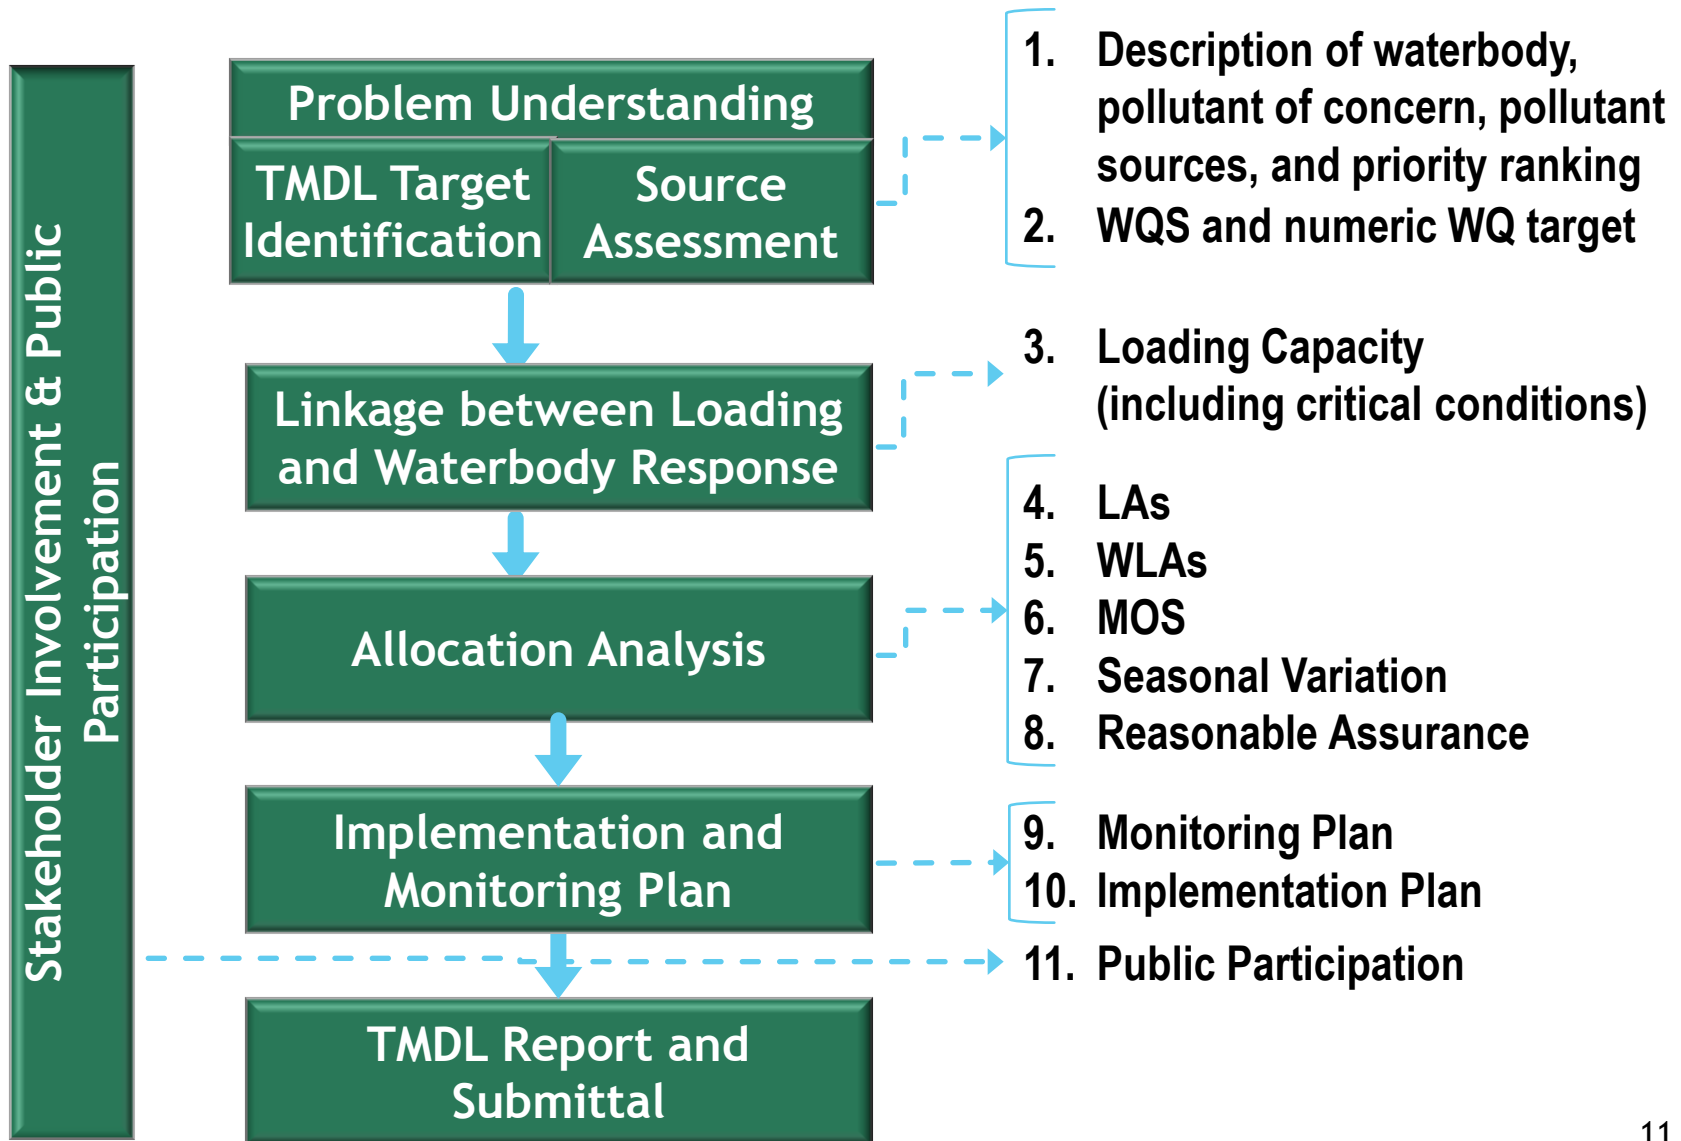 Stakeholder Involvement & Public
Participation
Problem Understanding
TMDL Target
Identification
Source
Assessment
Linkage between Loading
and Waterbody Response
Allocation Analysis
Implementation and
Monitoring Plan
TMDL Report and
Submittal
1. Description of waterbody,
pollutant of concern, pollutant
sources, and priority ranking
2. WQS and numeric WQ target
3. Loading Capacity
(including critical conditions)
4. LAs
5. WLAs
6. MOS
7. Seasonal Variation
8. Reasonable Assurance
9. Monitoring Plan
10. Implementation Plan
11. Public Participation
11